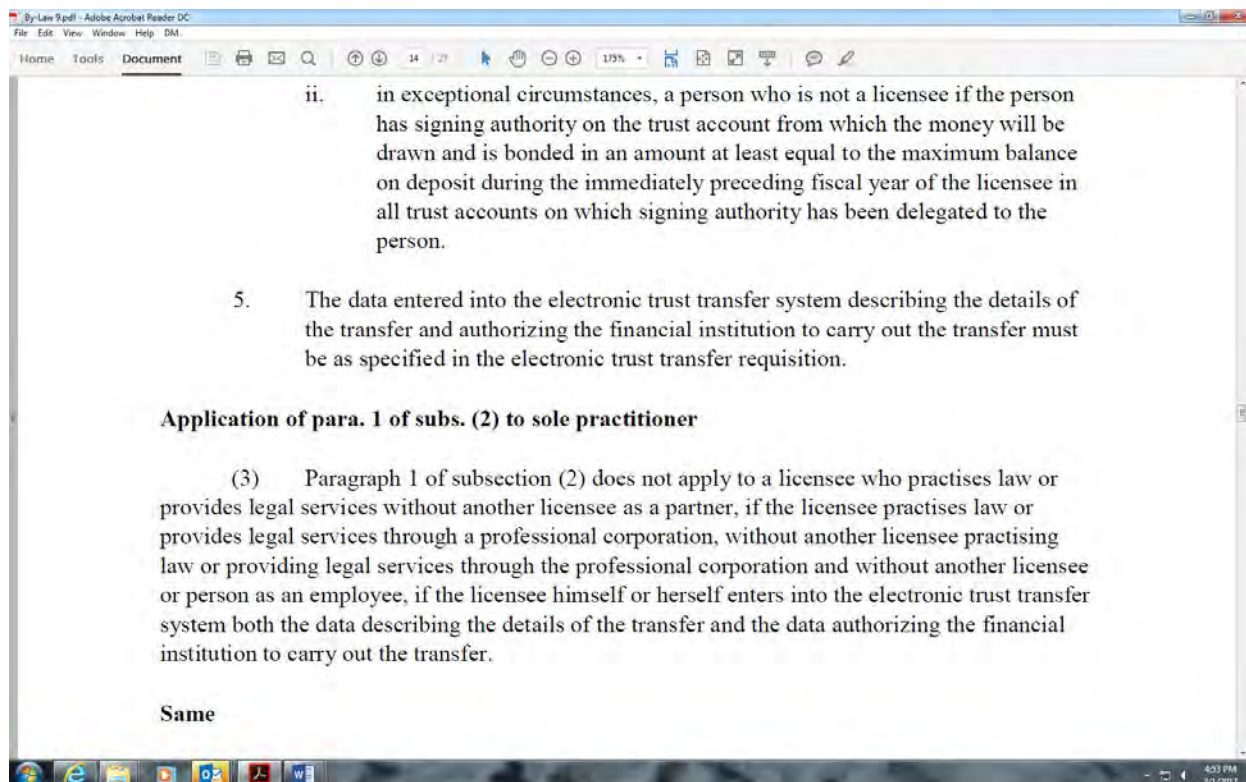 By-Law 9.pdf - Adobe Acrobat Reader DC
File Edit View Window Help DM
Home Tools Document 14 / 27 175%
ii. in exceptional circumstances, a person who is not a licensee if the person
has signing authority on the trust account from which the money will be
drawn and is bonded in an amount at least equal to the maximum balance
on deposit during the immediately preceding fiscal year of the licensee in
all trust accounts on which signing authority has been delegated to the
person.
5. The data entered into the electronic trust transfer system describing the details of
the transfer and authorizing the financial institution to carry out the transfer must
be as specified in the electronic trust transfer requisition.
Application of para. 1 of subs. (2) to sole practitioner
(3) Paragraph 1 of subsection (2) does not apply to a licensee who practises law or
provides legal services without another licensee as a partner, if the licensee practises law or
provides legal services through a professional corporation, without another licensee practising
law or providing legal services through the professional corporation and without another licensee
or person as an employee, if the licensee himself or herself enters into the electronic trust transfer
system both the data describing the details of the transfer and the data authorizing the financial
institution to carry out the transfer.
Same
4:53 PM